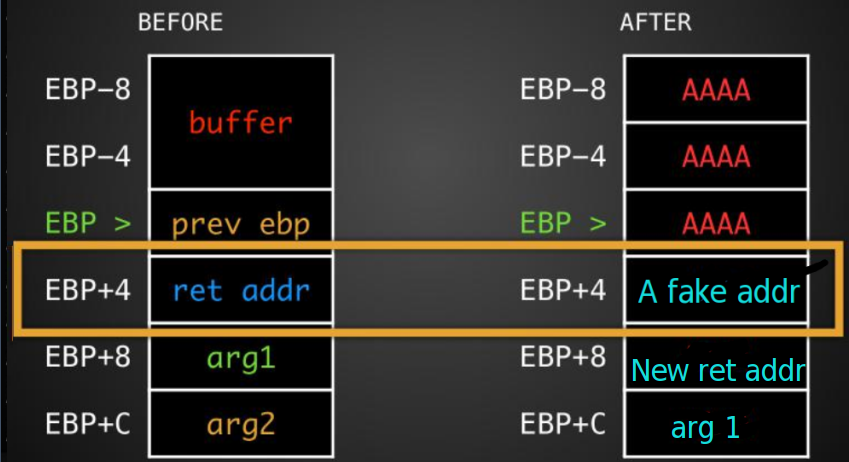 BEFORE AFTER
EBP-8 EBP-8 AAAA
buffer
EBP-4 EBP-4 AAAA
EBP > prev ebp EBP > AAAA
EBP+4 ret addr EBP+4 A fake addr
EBP+8 arg1 EBP+8 New ret addr
EBP+C arg2 EBP+C arg 1